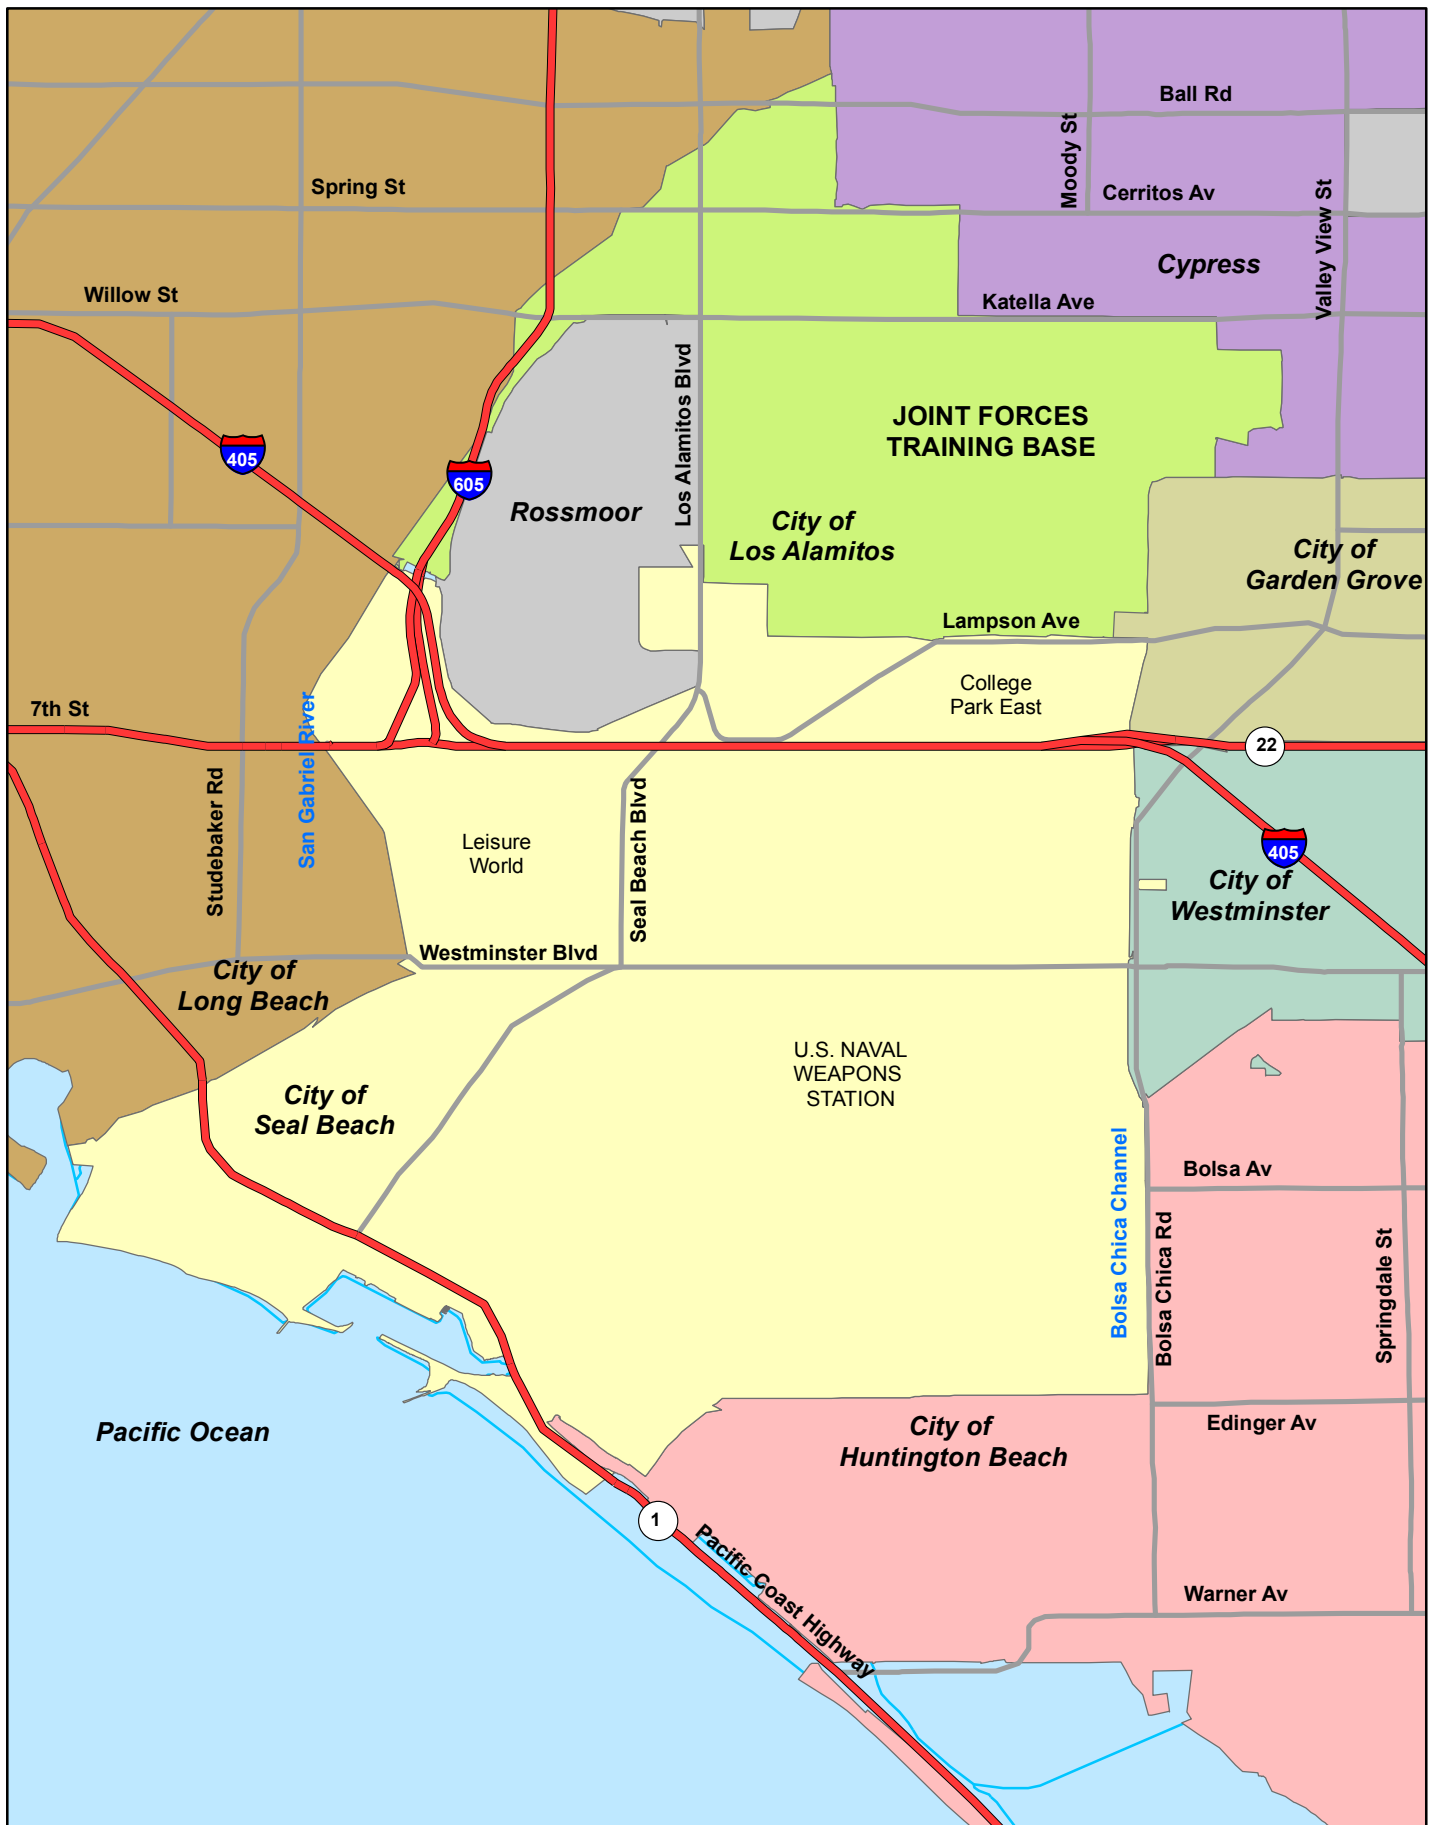 Ball Rd
Moody St
Spring St
Cerritos Av
Valley View St
Cypress
Willow St
Katella Ave
Los Alamitos Blvd
JOINT FORCES
TRAINING BASE
405
605
Rossmoor
City of
Los Alamitos
City of
Garden Grove
Lampson Ave
College
Park East
7th St
San Gabriel River
22
Studebaker Rd
Leisure
World
Seal Beach Blvd
405
City of
Westminster
Westminster Blvd
City of
Long Beach
U.S. NAVAL
WEAPONS
STATION
City of
Seal Beach
Bolsa Chica Channel
Bolsa Av
Bolsa Chica Rd
Springdale St
Pacific Ocean
City of
Huntington Beach
Edinger Av
1
Pacific Coast Highway
Warner Av